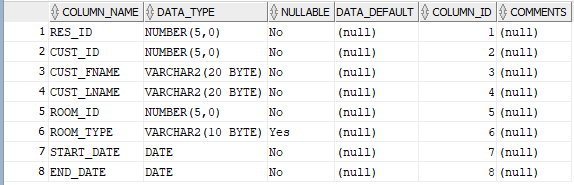 COLUMN_NAME DATA_TYPE NULLABLE DATA_DEFAULT COLUMN_ID COMMENTS
1 RES_ID NUMBER(5,0) No (null) 1 (null)
2 CUST_ID NUMBER(5,0) No (null) 2 (null)
3 CUST_FNAME VARCHAR2(20 BYTE) No (null) 3 (null)
4 CUST_LNAME VARCHAR2(20 BYTE) No (null) 4 (null)
5 ROOM_ID NUMBER(5,0) No (null) 5 (null)
6 ROOM_TYPE VARCHAR2(10 BYTE) Yes (null) 6 (null)
7 START_DATE DATE No (null) 7 (null)
8 END_DATE DATE No (null) 8 (null)